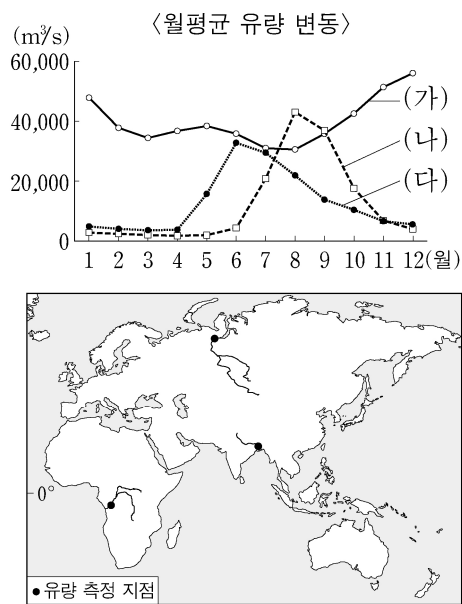 〈월평균 유량 변동〉
(m³/s)
60,000
40,000
20,000
0
(가)
(나)
(다)
1 2 3 4 5 6 7 8 9 10 11 12(월)
0°
● 유량 측정 지점